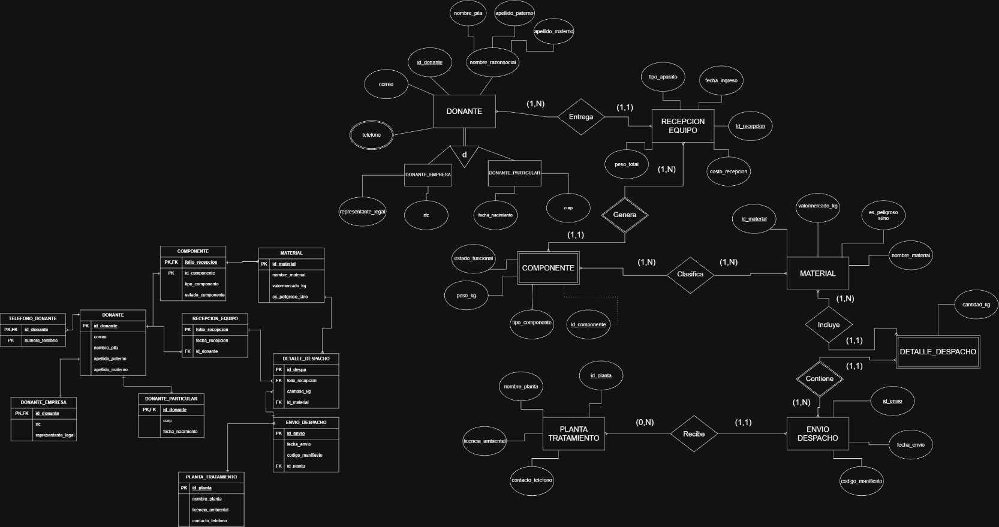 nombre_pila
apellido_paterno
apellido_materno
id_donante
nombre_razonsocial
correo
telefono
DONANTE
(1,N)
Entrega
(1,1)
tipo_aparato
fecha_ingreso
RECEPCION
EQUIPO
id_recepcion
peso_total
costo_recepcion
(1,N)
d
DONANTE_EMPRESA
DONANTE_PARTICULAR
representante_legal
rfc
fecha_nacimiento
curp
Genera
(1,1)
id_material
valormercado_kg
es_peligroso
si/no
nombre_material
estado_funcional
COMPONENTE
(1,N)
Clasifica
(1,N)
MATERIAL
peso_kg
tipo_componente
id_componente
(1,N)
Incluye
(1,1)
cantidad_kg
DETALLE_DESPACHO
(1,1)
Contiene
(1,N)
id_planta
nombre_planta
id_envio
licencia_ambiental
PLANTA
TRATAMIENTO
(0,N)
Recibe
(1,1)
ENVIO
DESPACHO
fecha_envio
contacto_telefono
codigo_manifiesto
COMPONENTE
PK,FK folio_recepcion
PK id_componente
tipo_componente
estado_componente
MATERIAL
PK id_material
nombre_material
valormercado_kg
es_peligroso_sino
TELEFONO_DONANTE
PK,FK id_donante
PK numero_telefono
DONANTE
PK id_donante
correo
nombre_pila
apellido_paterno
apellido_materno
RECEPCION_EQUIPO
PK folio_recepcion
fecha_recepcion
FK id_donante
DETALLE_DESPACHO
PK id_despa
FK folio_recepcion
cantidad_kg
FK id_material
DONANTE_EMPRESA
PK,FK id_donante
rfc
representante_legal
DONANTE_PARTICULAR
PK,FK id_donante
curp
fecha_nacimiento
ENVIO_DESPACHO
PK id_envio
fecha_envio
codigo_manifiesto
FK id_planta
PLANTA_TRATAMIENTO
PK id_planta
nombre_planta
licencia_ambiental
contacto_telefono